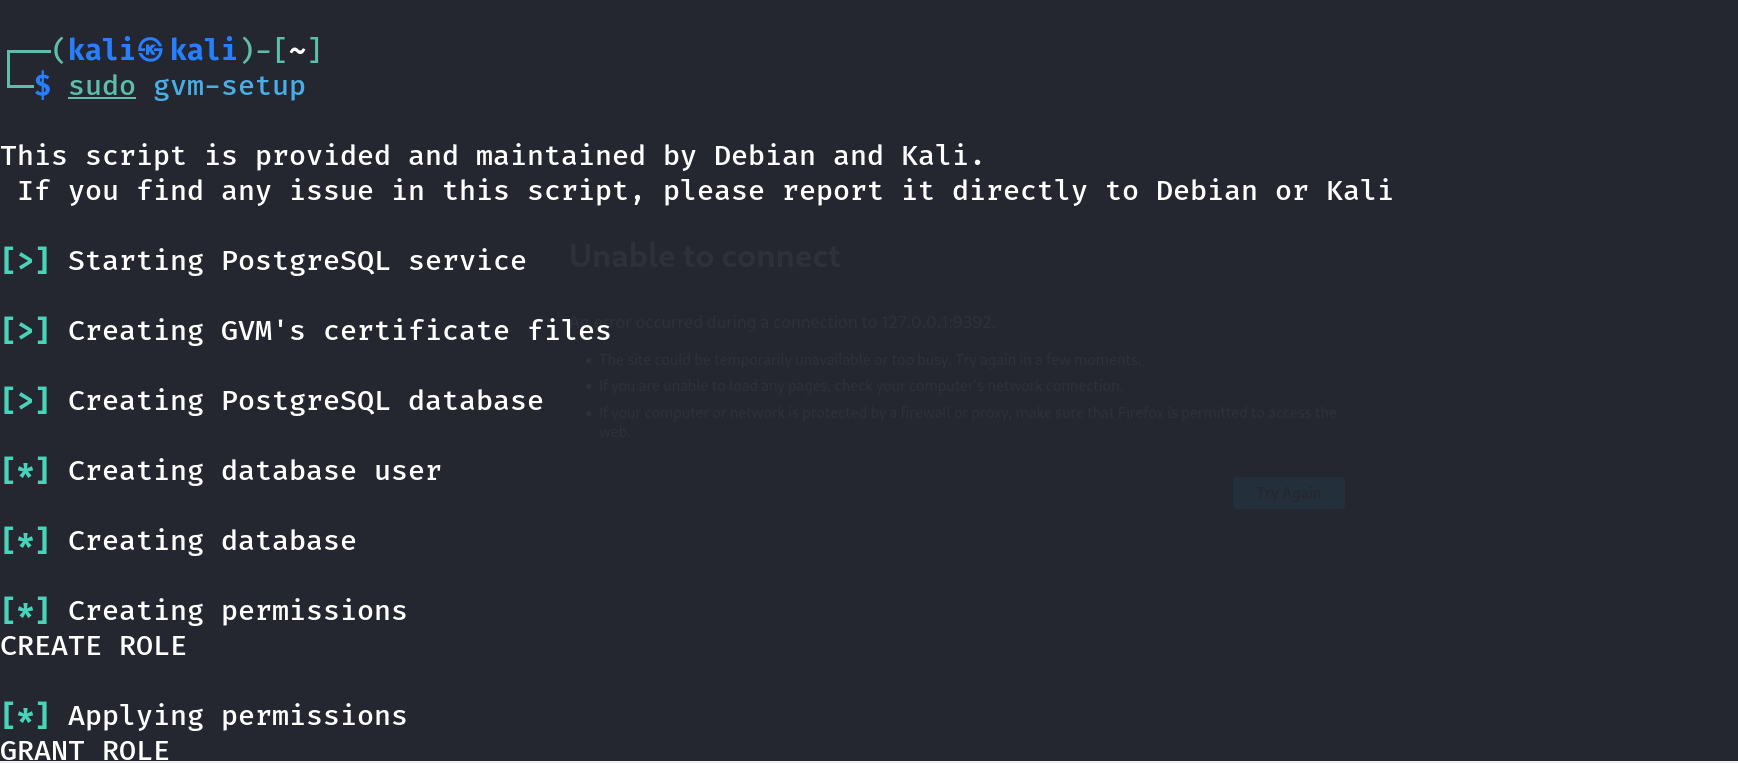 ┌──(kali㉿kali)-[~]
└─$ sudo gvm-setup
This script is provided and maintained by Debian and Kali.
If you find any issue in this script, please report it directly to Debian or Kali
[>] Starting PostgreSQL service
Unable to connect
[>] Creating GVM's certificate files
An error occurred during a connection to 127.0.0.1:9392.
• The site could be temporarily unavailable or too busy. Try again in a few moments.
• If you are unable to load any pages, check your computer's network connection.
[>] Creating PostgreSQL database
• If your computer or network is protected by a firewall or proxy, make sure that Firefox is permitted to access the
web.
[*] Creating database user
Try Again
[*] Creating database
[*] Creating permissions
CREATE ROLE
[*] Applying permissions
GRANT ROLE